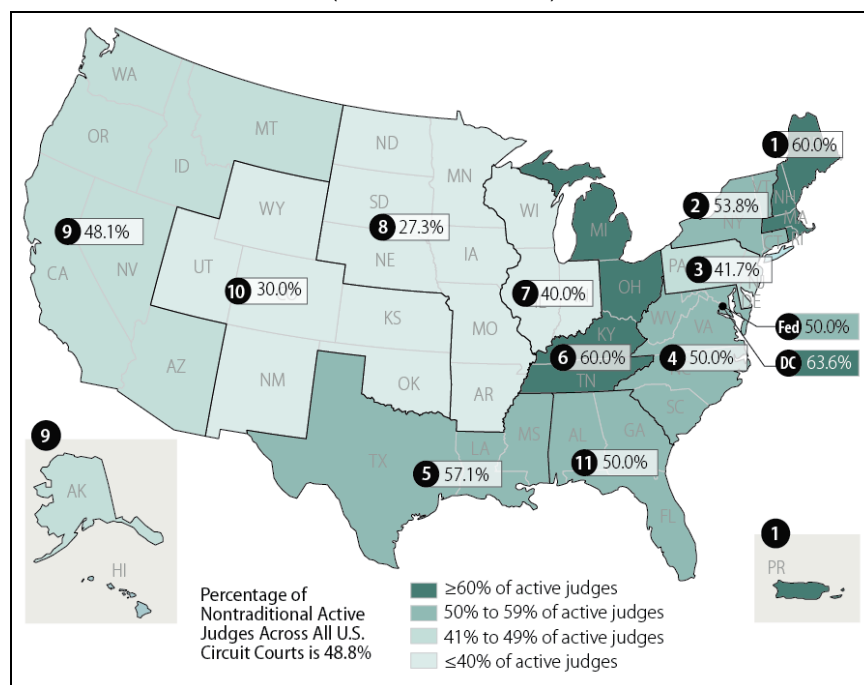 WA
MT
ND
MN
OR
ID
SD
WI
WY
NE
IA
MI
1 60.0%
VT
NH
2 53.8%
NY
MA
CT
RI
9 48.1%
8 27.3%
CA
NV
UT
10 30.0%
CO
7 40.0%
OH
PA
3 41.7%
DE
KS
MO
KY
WV
VA
Fed 50.0%
6 60.0%
4 50.0%
DC 63.6%
AZ
NM
OK
AR
TN
SC
TX
LA
MS
AL
GA
5 57.1%
11 50.0%
FL
9
AK
HI
1
PR
Percentage of
Nontraditional Active
Judges Across All U.S.
Circuit Courts is 48.8%
≥60% of active judges
50% to 59% of active judges
41% to 49% of active judges
≤40% of active judges